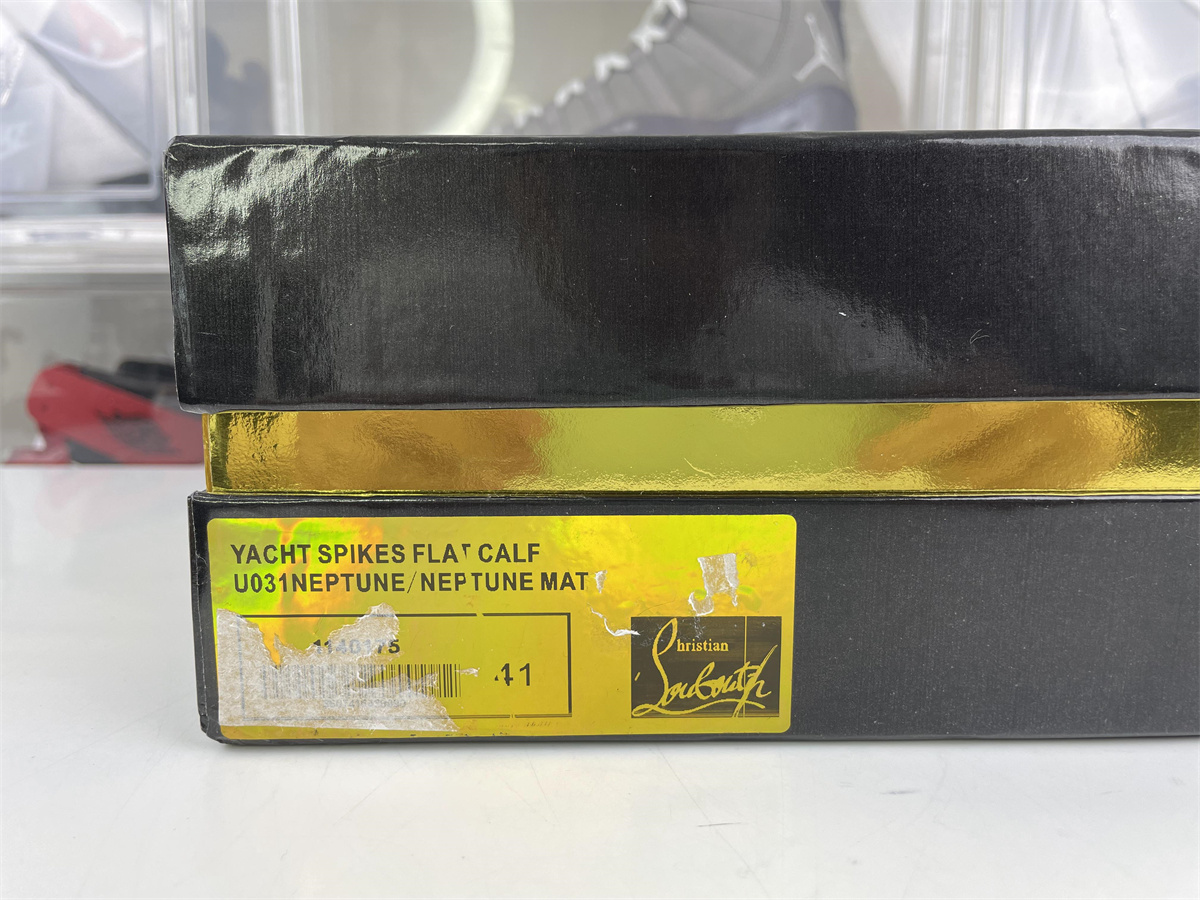 YACHT SPIKES FLAT CALF
U031NEPTUNE/NEPTUNE MAT
41
Christian
Louboutin